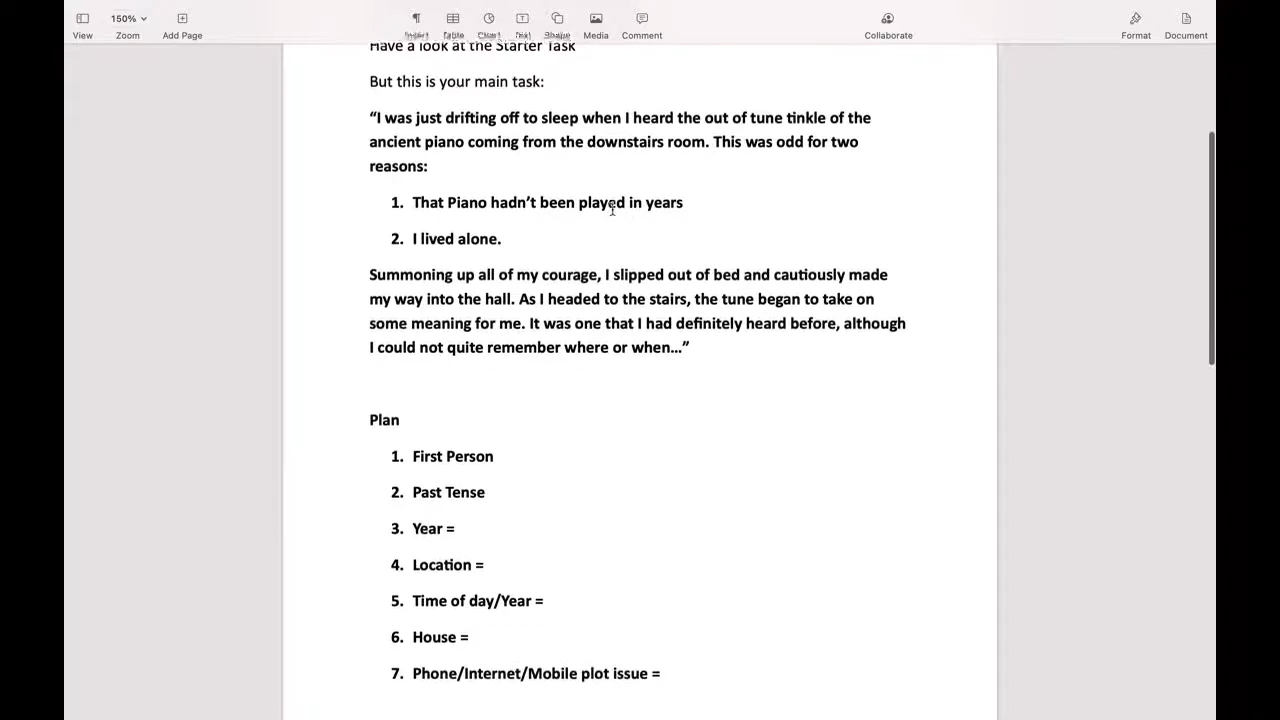 150%
View
Zoom
Add Page
Insert
Table
Chart
Text
Shape
Media
Comment
Collaborate
Format
Document
Have a look at the Starter Task
But this is your main task:
“I was just drifting off to sleep when I heard the out of tune tinkle of the
ancient piano coming from the downstairs room. This was odd for two
reasons:
1. That Piano hadn’t been played in years
2. I lived alone.
Summoning up all of my courage, I slipped out of bed and cautiously made
my way into the hall. As I headed to the stairs, the tune began to take on
some meaning for me. It was one that I had definitely heard before, although
I could not quite remember where or when…”
Plan
1. First Person
2. Past Tense
3. Year =
4. Location =
5. Time of day/Year =
6. House =
7. Phone/Internet/Mobile plot issue =